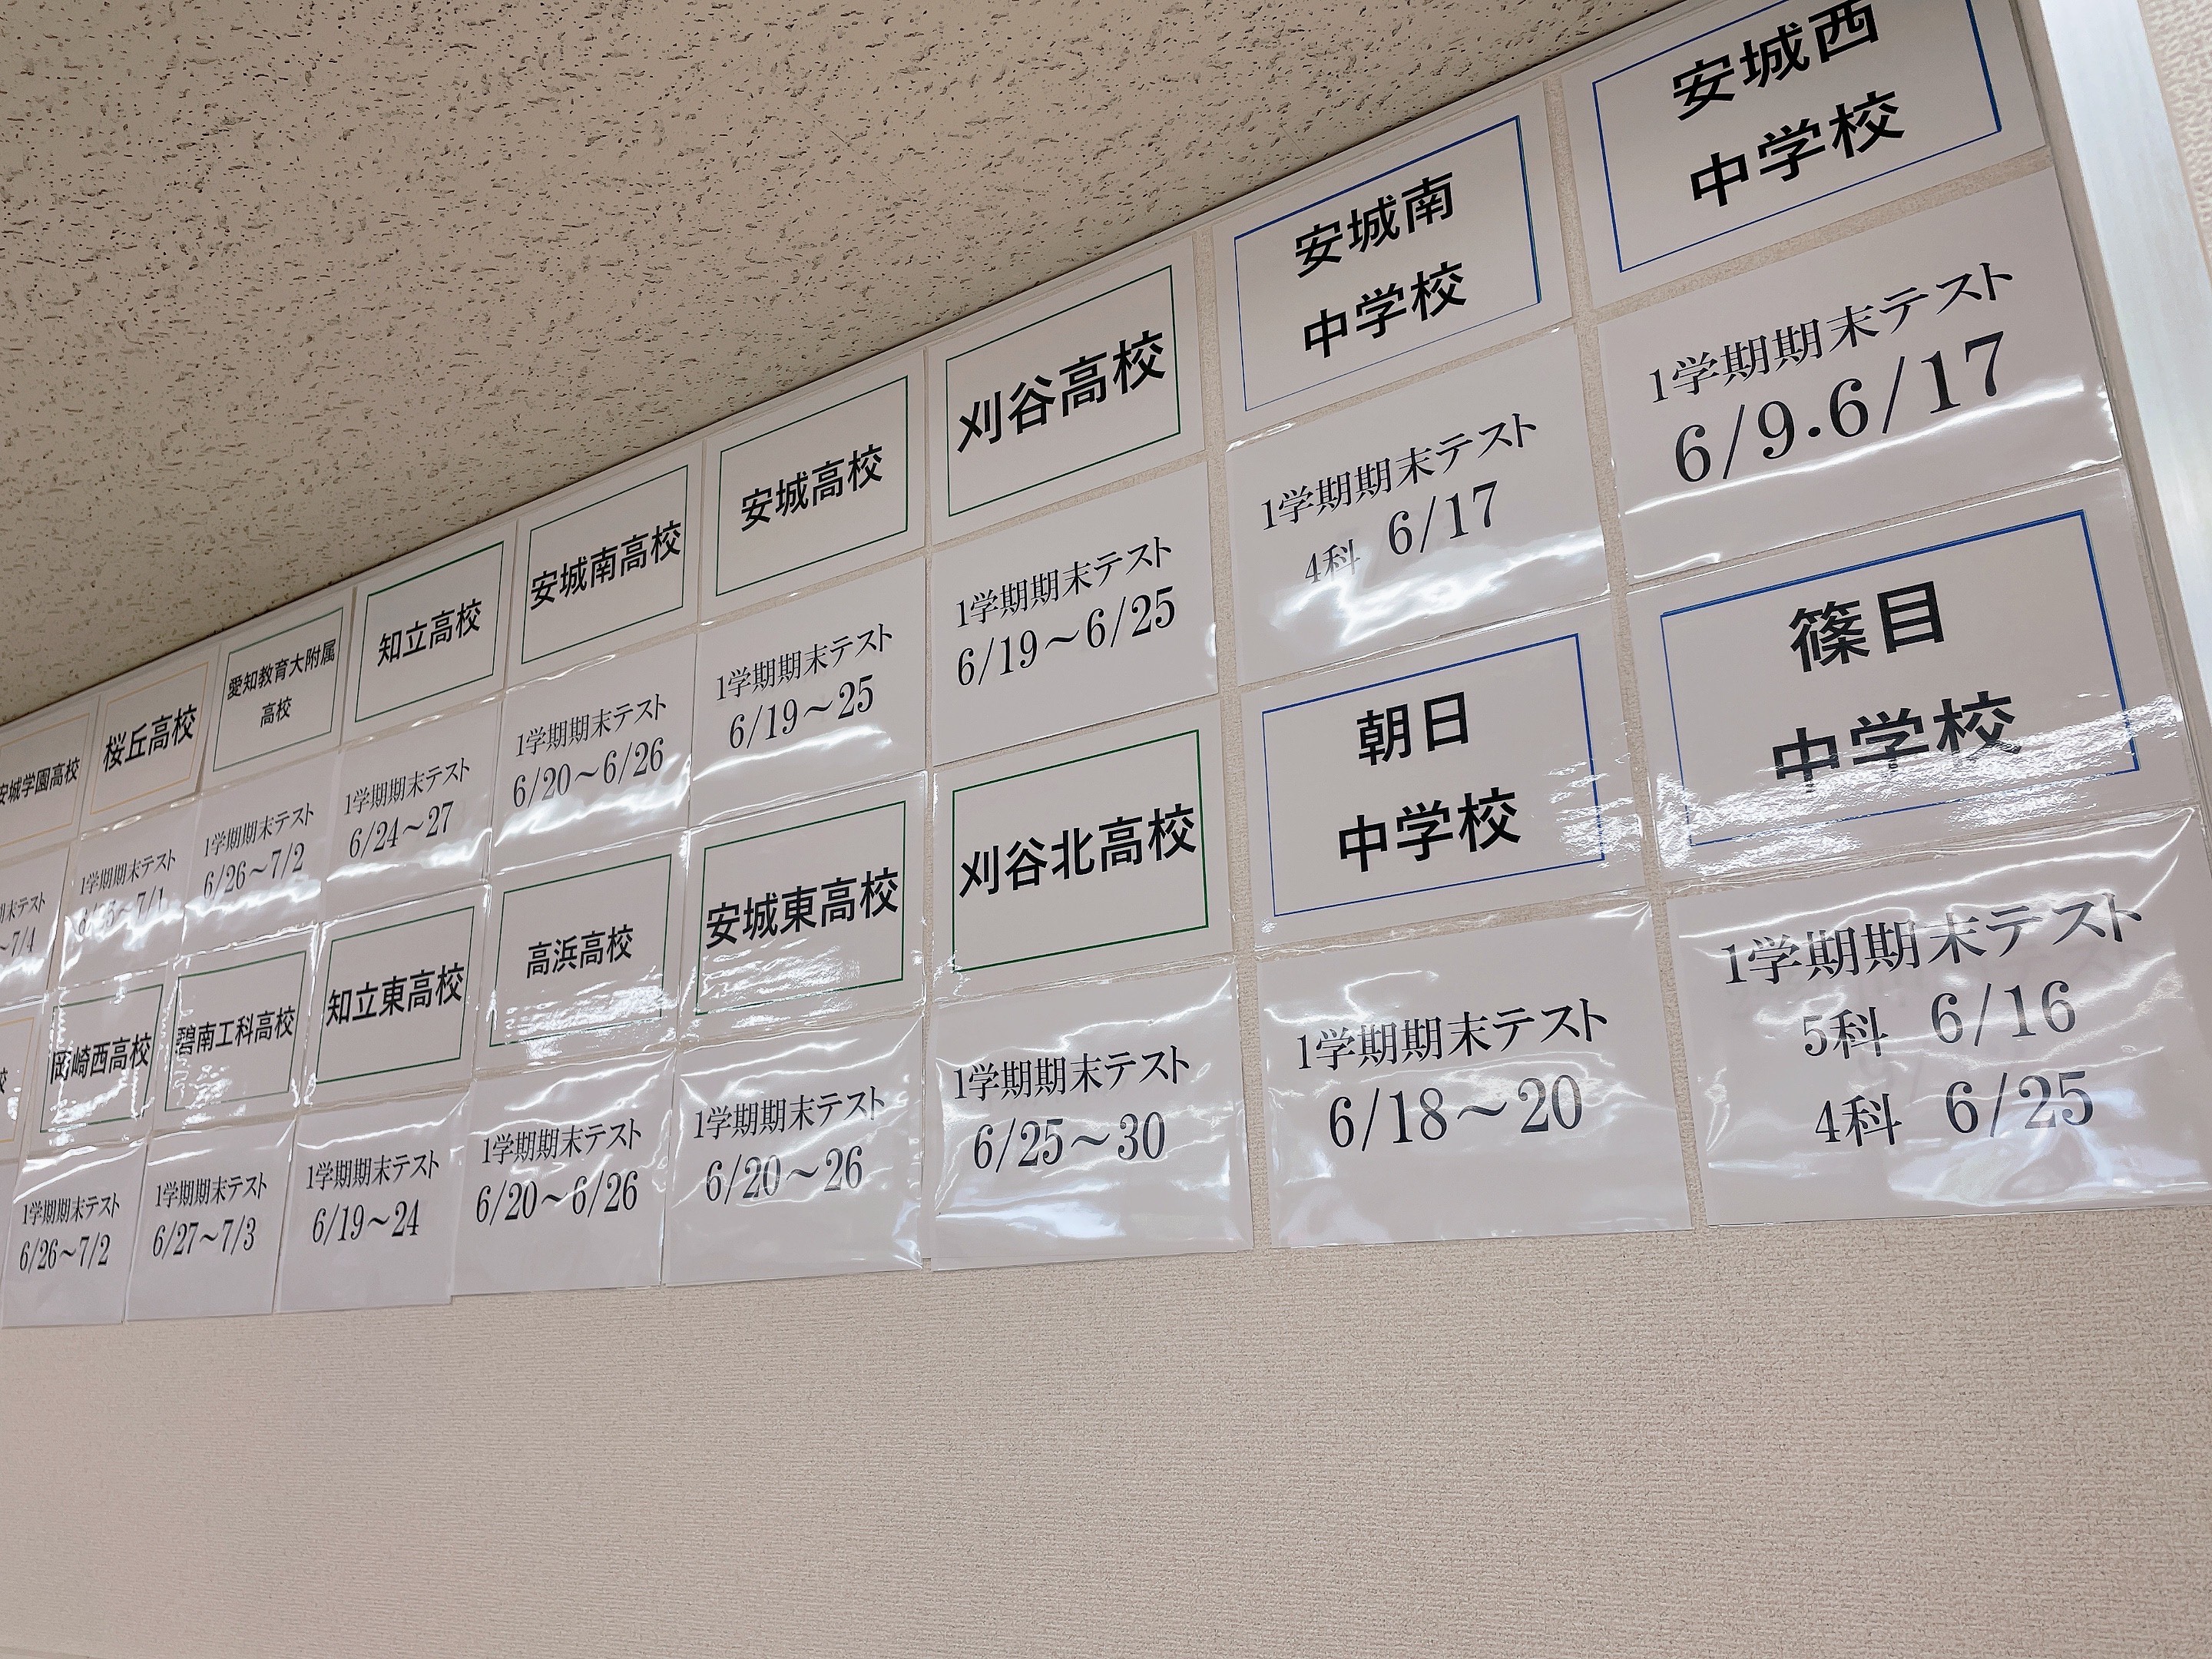 安城西
中学校
1学期期末テスト
6/9.6/17
篠目
中学校
1学期期末テスト
5科 6/16
4科 6/25
安城南
中学校
1学期期末テスト
4科 6/17
朝日
中学校
1学期期末テスト
6/18～20
刈谷高校
1学期期末テスト
6/19～6/25
刈谷北高校
1学期期末テスト
6/25～30
安城高校
1学期期末テスト
6/19～25
安城東高校
1学期期末テスト
6/20～26
安城南高校
1学期期末テスト
6/20～6/26
高浜高校
1学期期末テスト
6/20～6/26
知立高校
1学期期末テスト
6/24～27
知立東高校
1学期期末テスト
6/19～24
愛知教育大附属
高校
1学期期末テスト
6/26～7/2
碧南工科高校
1学期期末テスト
6/27～7/3
桜丘高校
1学期期末テスト
岡崎西高校
1学期期末テスト
6/26～7/2
安城学園高校
末テスト
～7/4
校